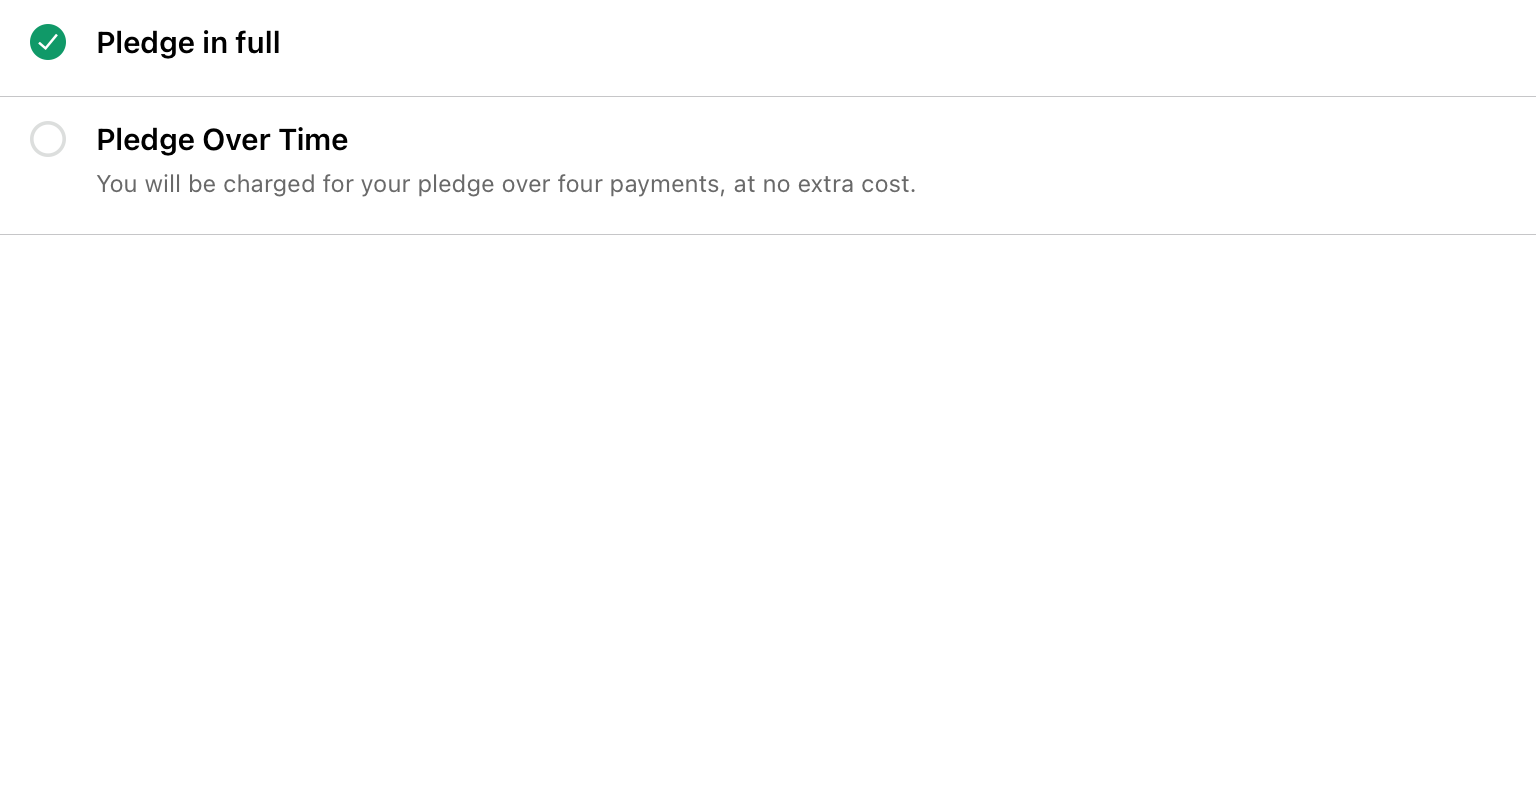 Pledge in full
Pledge Over Time
You will be charged for your pledge over four payments, at no extra cost.